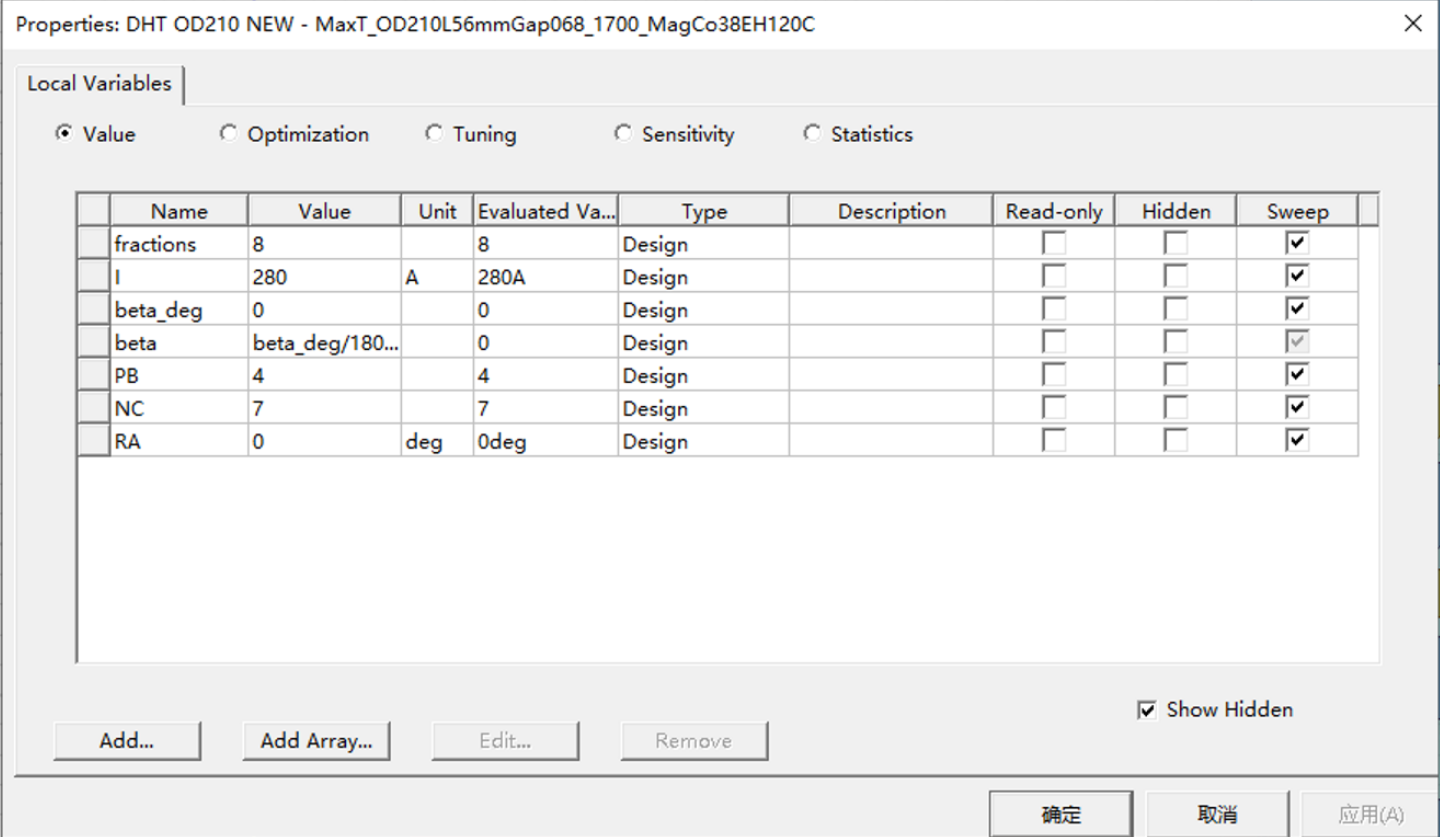 Properties: DHT OD210 NEW - MaxT_OD210L56mmGap068_1700_MagCo38EH120C
Local Variables
Value Optimization Tuning Sensitivity Statistics
Name Value Unit Evaluated Va... Type Description Read-only Hidden Sweep
fractions 8 8 Design
I 280 A 280A Design
beta_deg 0 0 Design
beta beta_deg/180... 0 Design
PB 4 4 Design
NC 7 7 Design
RA 0 deg 0deg Design
Show Hidden
Add... Add Array... Edit... Remove
确定 取消 应用(A)